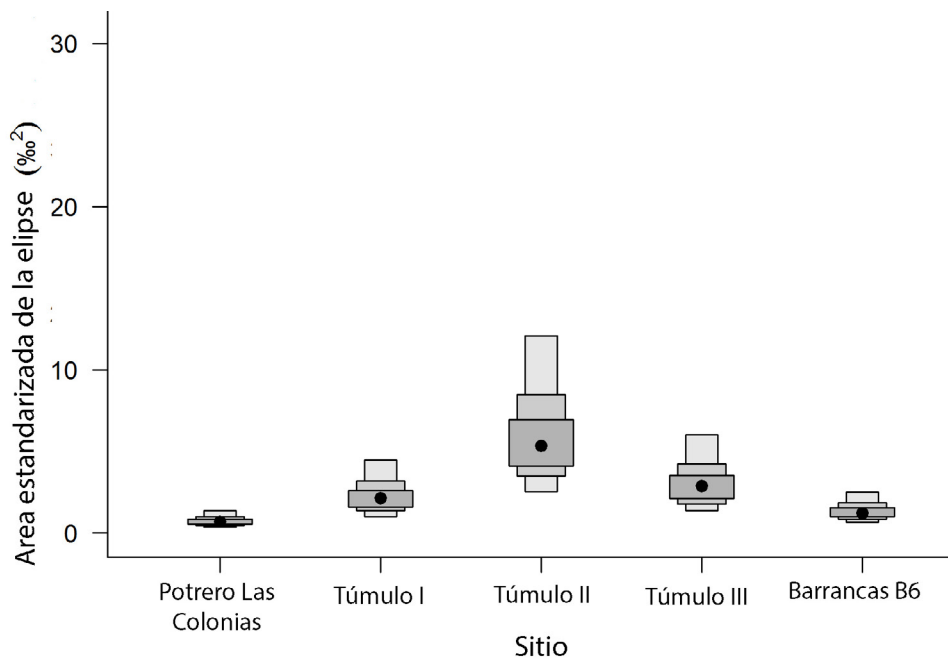 Area estandarizada de la elipse (‰²)
30
20
10
0
Potrero Las
Colonias
Túmulo I
Túmulo II
Túmulo III
Barrancas B6
Sitio